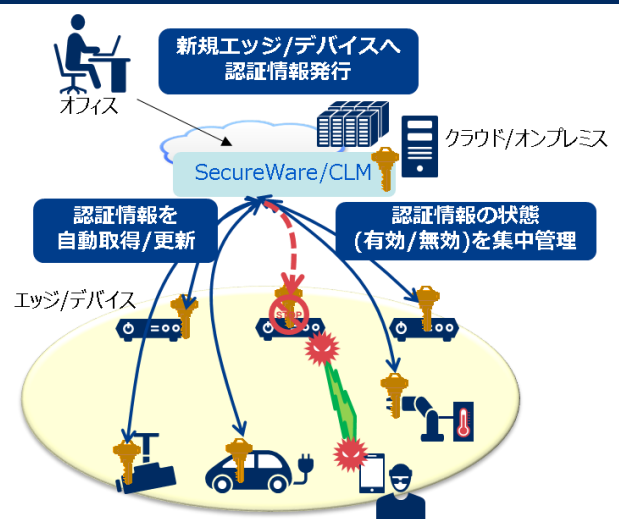 新規エッジ/デバイスへ
認証情報発行
オフィス
クラウド/オンプレミス
SecureWare/CLM
認証情報を
自動取得/更新
認証情報の状態
(有効/無効)を集中管理
エッジ/デバイス
STOP